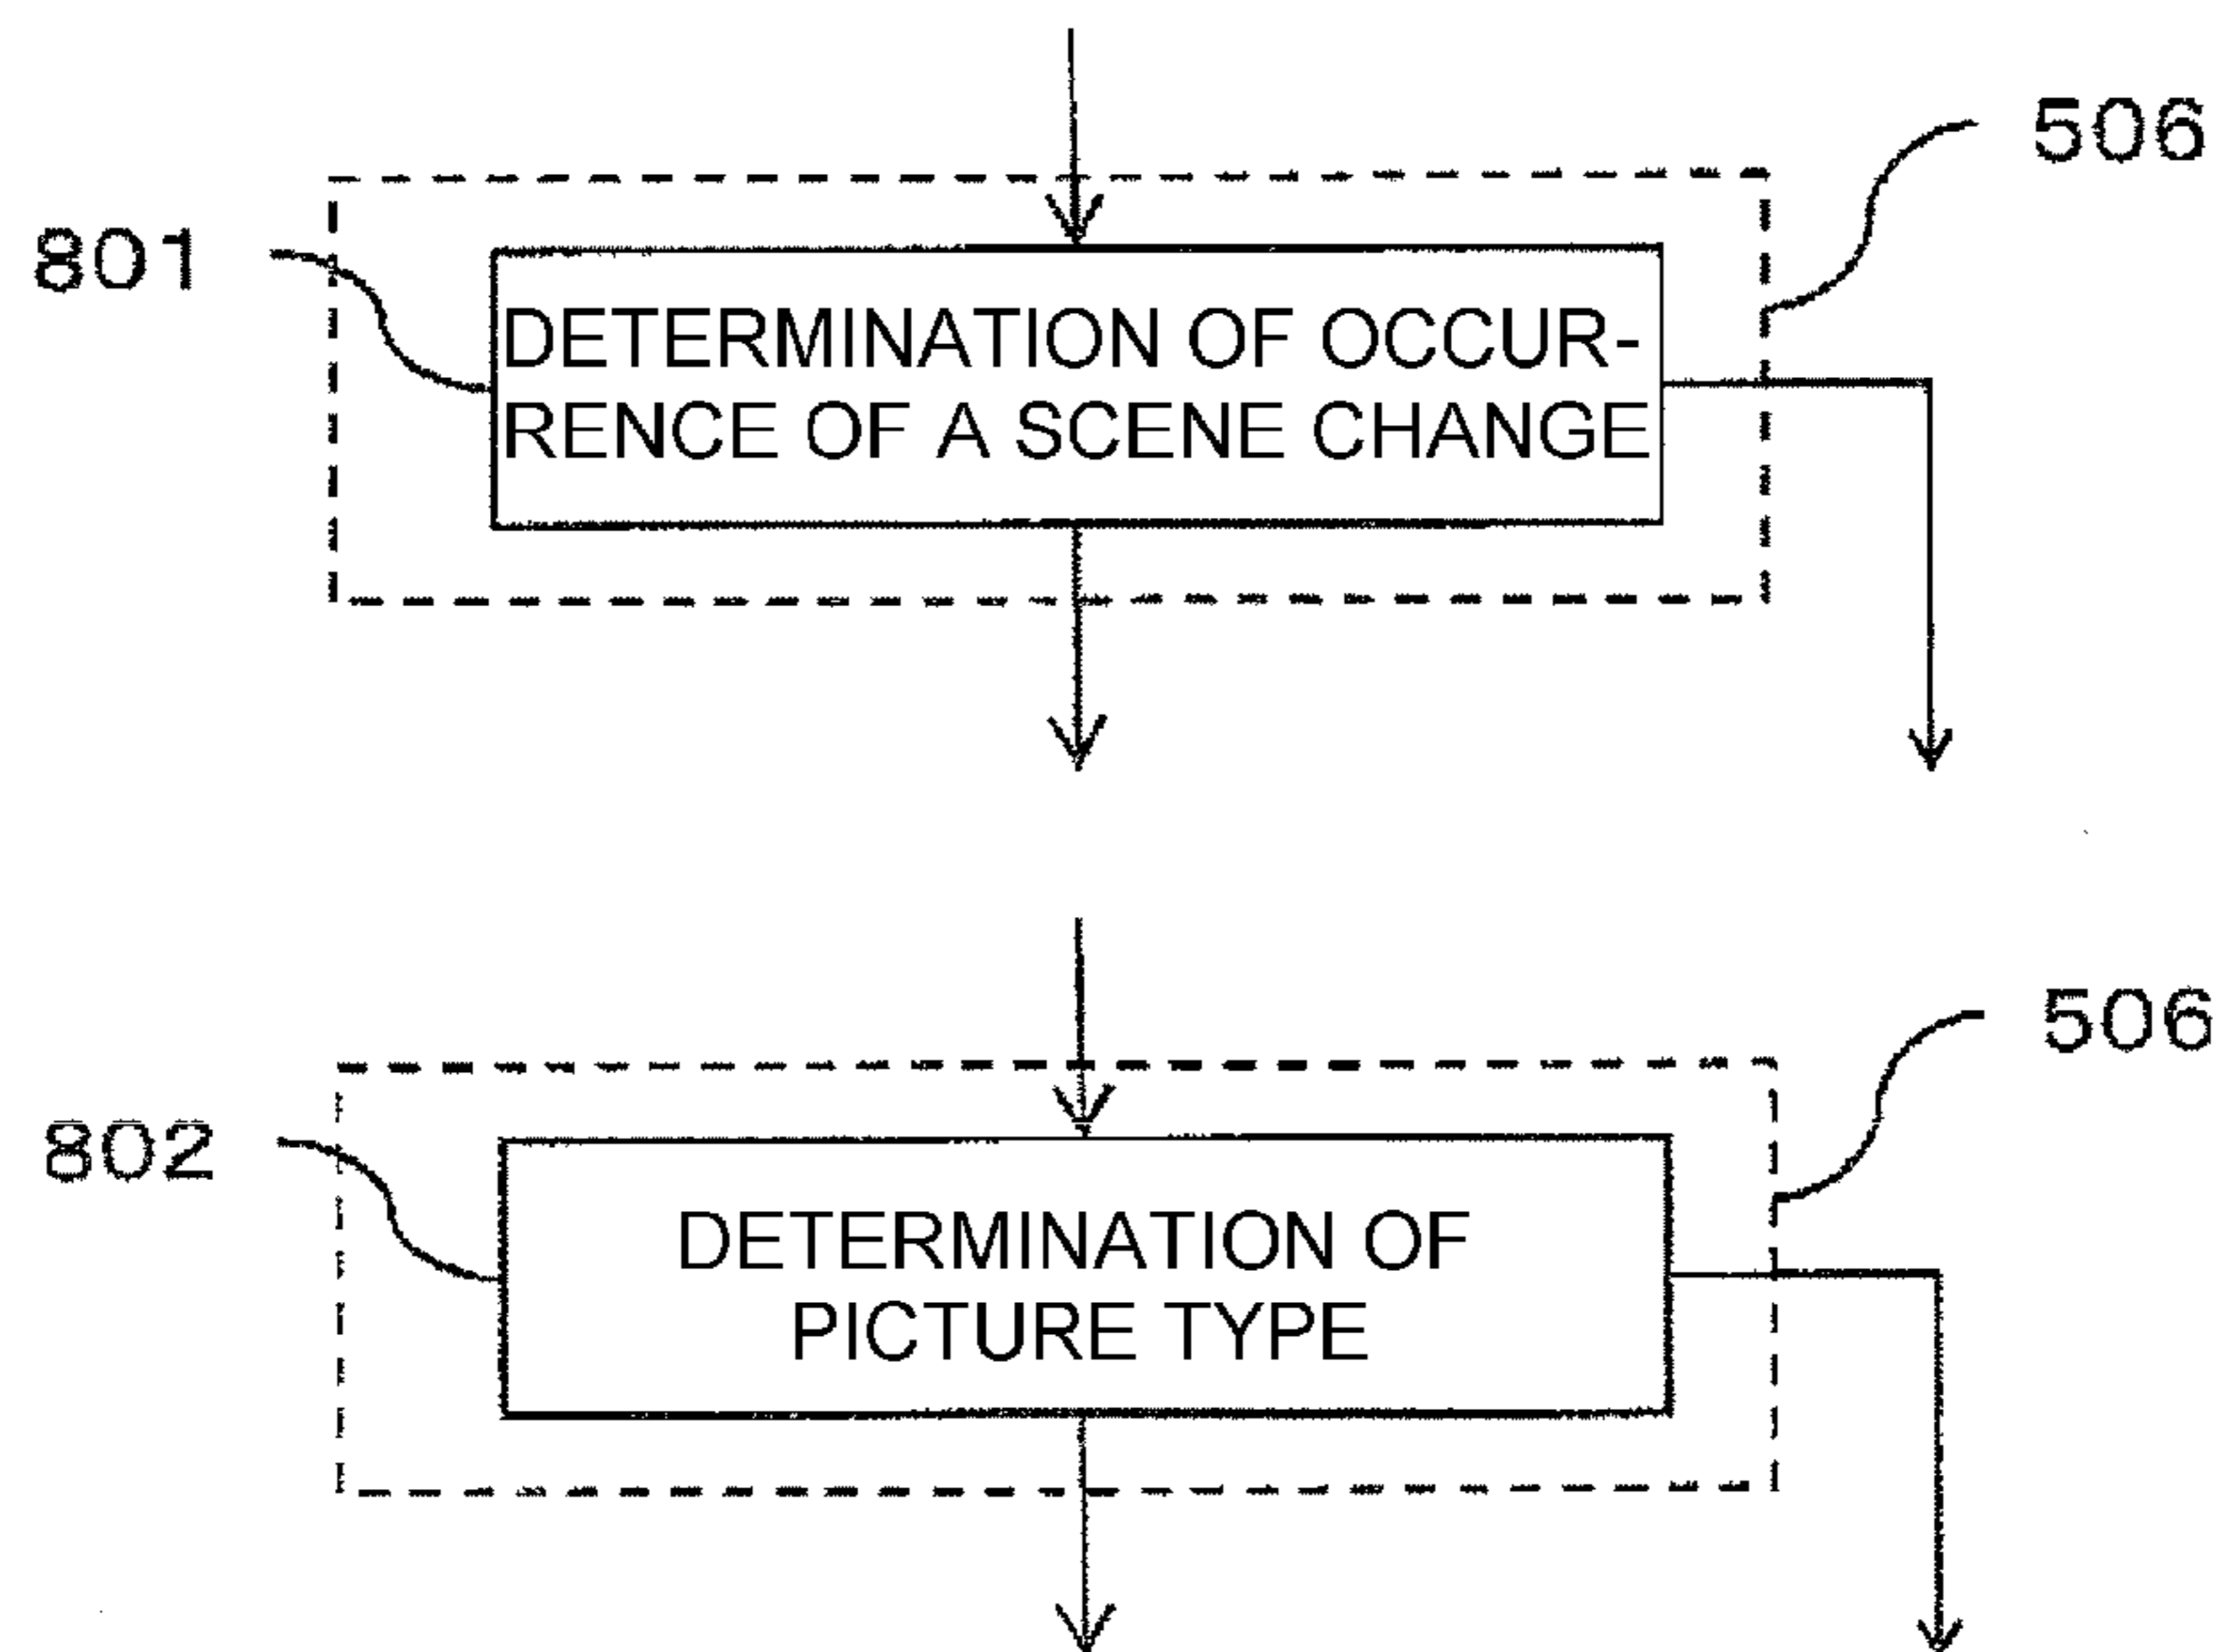 506
801
DETERMINATION OF OCCUR-
RENCE OF A SCENE CHANGE
506
802
DETERMINATION OF
PICTURE TYPE